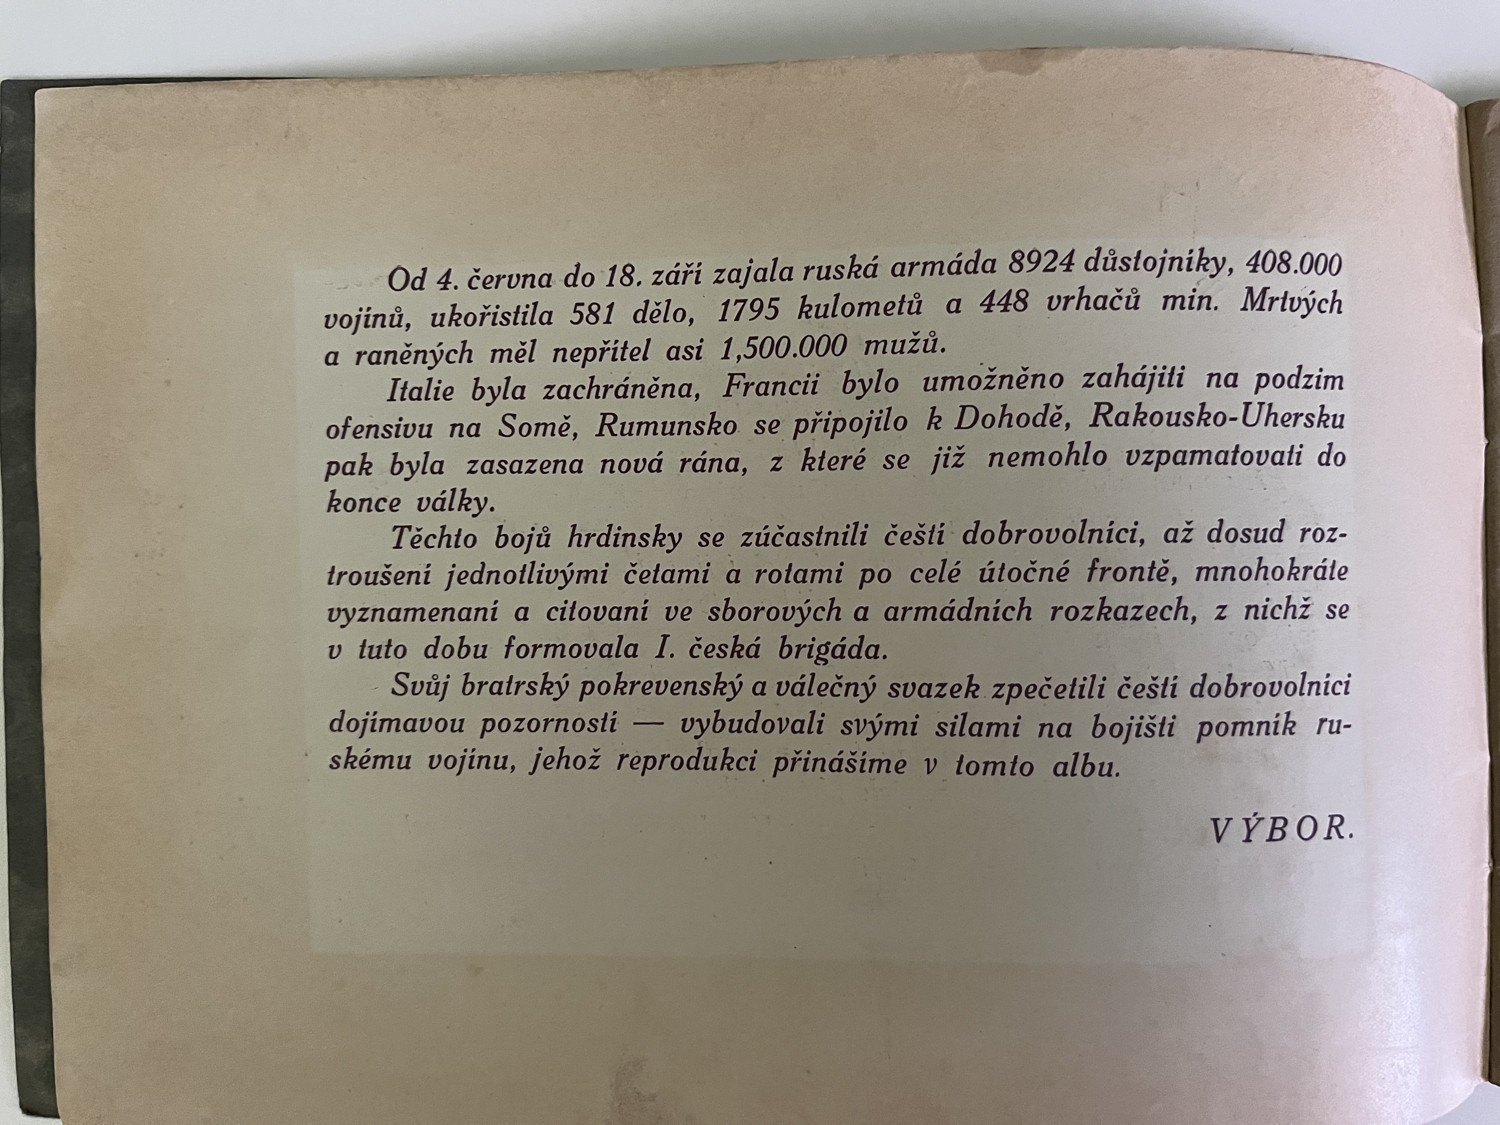 Od 4. června do 18. září zajala ruská armáda 8924 důstojníky, 408.000
vojínů, ukořistila 581 dělo, 1795 kulometů a 448 vrhačů min. Mrtvých
a raněných měl nepřítel asi 1,500.000 mužů.
Italie byla zachráněna, Francii bylo umožněno zahájiti na podzim
ofensivu na Somě, Rumunsko se připojilo k Dohodě, Rakousko-Uhersku
pak byla zasazena nová rána, z které se již nemohlo vzpamatovati do
konce války.
Těchto bojů hrdinsky se zúčastnili čeští dobrovolníci, až dosud roz-
troušení jednotlivými četami a rotami po celé útočné frontě, mnohokráte
vyznamenaní a citovaní ve sborových a armádních rozkazech, z nichž se
v tuto dobu formovala I. česká brigáda.
Svůj bratrský pokrevenský a válečný svazek zpečetili čeští dobrovolníci
dojímavou pozorností — vybudovali svými silami na bojišti pomník ru-
skému vojínu, jehož reprodukci přinášíme v tomto albu.
VÝBOR.